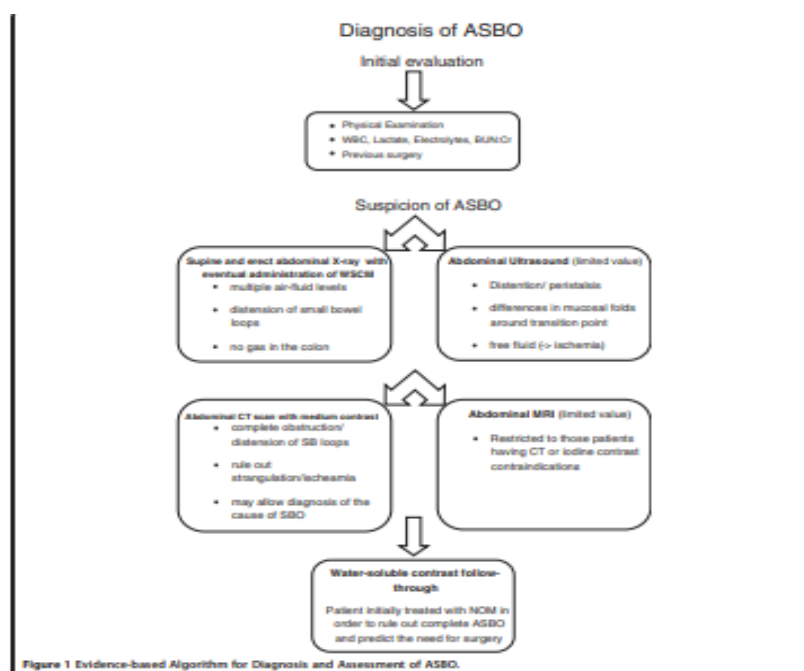 Diagnosis of ASBO
Initial evaluation
• Physical Examination
• WBC, Lactate, Electrolytes, BUN:Cr
• Previous surgery
Suspicion of ASBO
Supine and erect abdominal X-ray with
eventual administration of WSCM
• multiple air-fluid levels
• distension of small bowel
loops
• no gas in the colon
Abdominal Ultrasound (limited value)
• Distention/ peristalsis
• differences in mucosal folds
around transition point
• free fluid (-> ischemia)
Abdominal CT scan with medium contrast
• complete obstruction/
distension of SB loops
• rule out
strangulation/ischeamia
• may allow diagnosis of the
cause of SBO
Abdominal MRI (limited value)
• Restricted to those patients
having CT or iodine contrast
contraindications
Water-soluble contrast follow-
through
Patient initially treated with NOM in
order to rule out complete ASBO
and predict the need for surgery
Figure 1 Evidence-based Algorithm for Diagnosis and Assessment of ASBO.